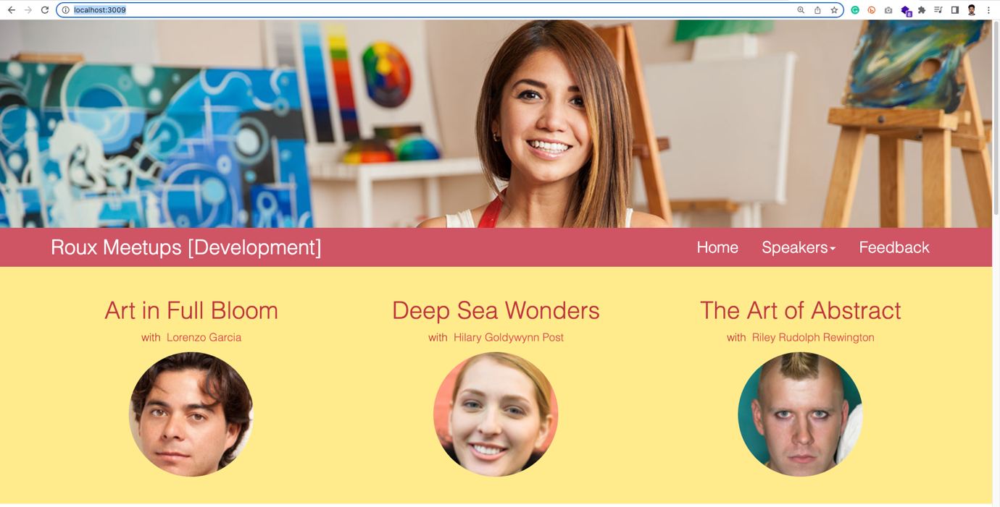 localhost:3009
8
Roux Meetups [Development]
Home Speakers Feedback
Art in Full Bloom
with Lorenzo Garcia
Deep Sea Wonders
with Hilary Goldywynn Post
The Art of Abstract
with Riley Rudolph Rewington